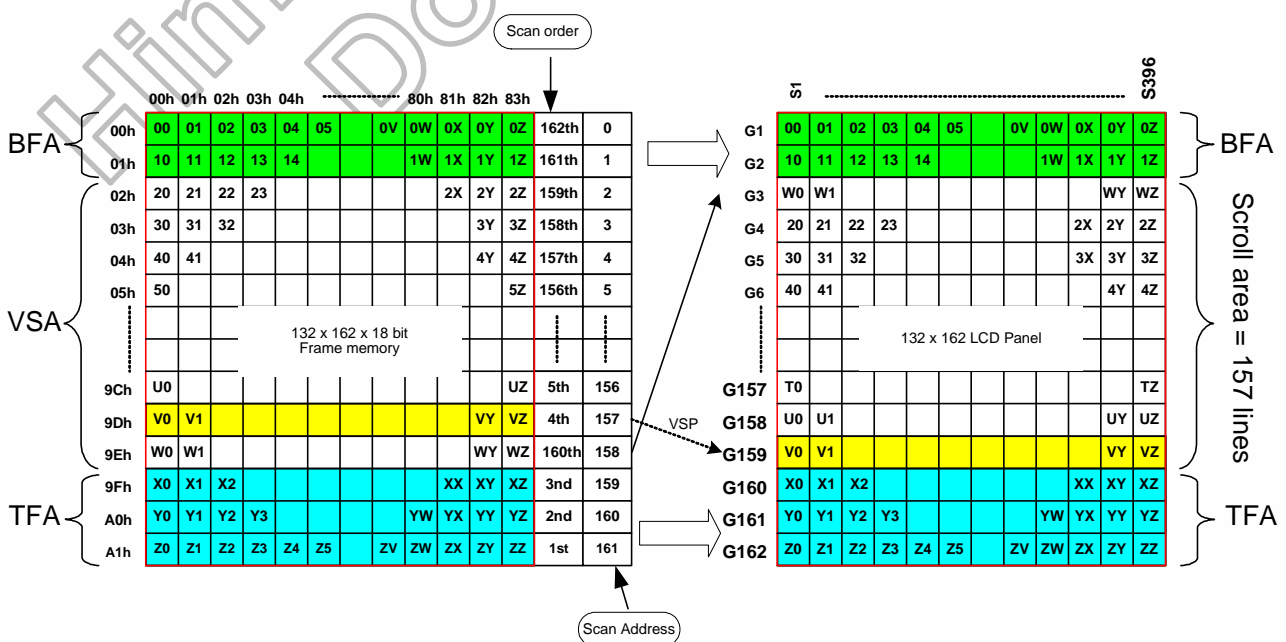 Scan order
00h 01h 02h 03h 04h 80h 81h 82h 83h
S1 S396
BFA
00h 00 01 02 03 04 05 0V 0W 0X 0Y 0Z 162th 0
01h 10 11 12 13 14 1W 1X 1Y 1Z 161th 1
VSA
02h 20 21 22 23 2X 2Y 2Z 159th 2
03h 30 31 32 3Y 3Z 158th 3
04h 40 41 4Y 4Z 157th 4
05h 50 5Z 156th 5
132 x 162 x 18 bit
Frame memory
9Ch U0 UZ 5th 156
9Dh V0 V1 VY VZ 4th 157
9Eh W0 W1 WY WZ 160th 158
TFA
9Fh X0 X1 X2 XX XY XZ 3nd 159
A0h Y0 Y1 Y2 Y3 YW YX YY YZ 2nd 160
A1h Z0 Z1 Z2 Z3 Z4 Z5 ZV ZW ZX ZY ZZ 1st 161
Scan Address
VSP
G1 00 01 02 03 04 05 0V 0W 0X 0Y 0Z
G2 10 11 12 13 14 1W 1X 1Y 1Z
BFA
G3 W0 W1 WY WZ
G4 20 21 22 23 2X 2Y 2Z
G5 30 31 32 3X 3Y 3Z
G6 40 41 4Y 4Z
132 x 162 LCD Panel
G157 T0 TZ
G158 U0 U1 UY UZ
G159 V0 V1 VY VZ
Scroll area = 157 lines
G160 X0 X1 X2 XX XY XZ
G161 Y0 Y1 Y2 Y3 YW YX YY YZ
G162 Z0 Z1 Z2 Z3 Z4 Z5 ZV ZW ZX ZY ZZ
TFA